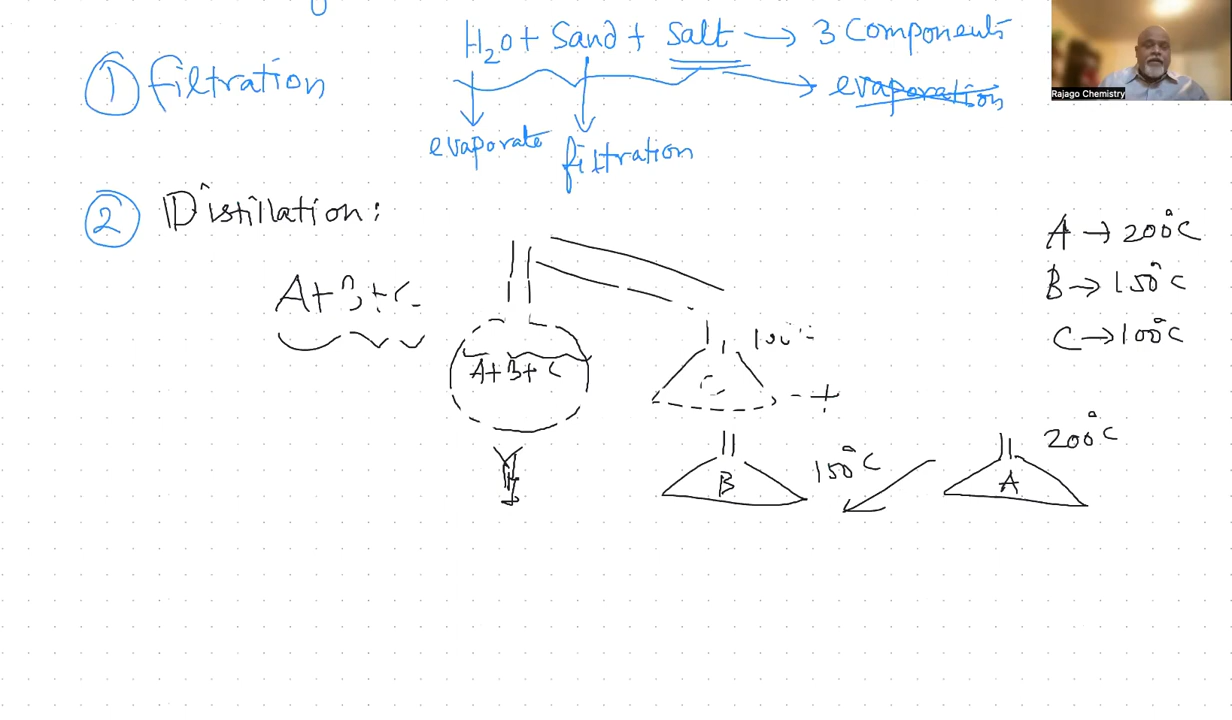 H₂O + Sand + Salt → 3 Components
① filtration
evaporation
evaporate
filtration
Rajago Chemistry
② Distillation:
A → 200°C
B → 150°C
C → 100°C
A + B + C
A + B + C
100°
C
200°C
150°C
B
A